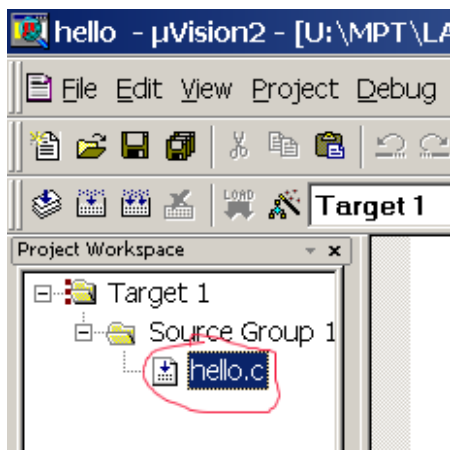 hello - µVision2 - [U:\MPT\LA
File Edit View Project Debug
LOAD Target 1
Project Workspace
Target 1
Source Group 1
hello.c